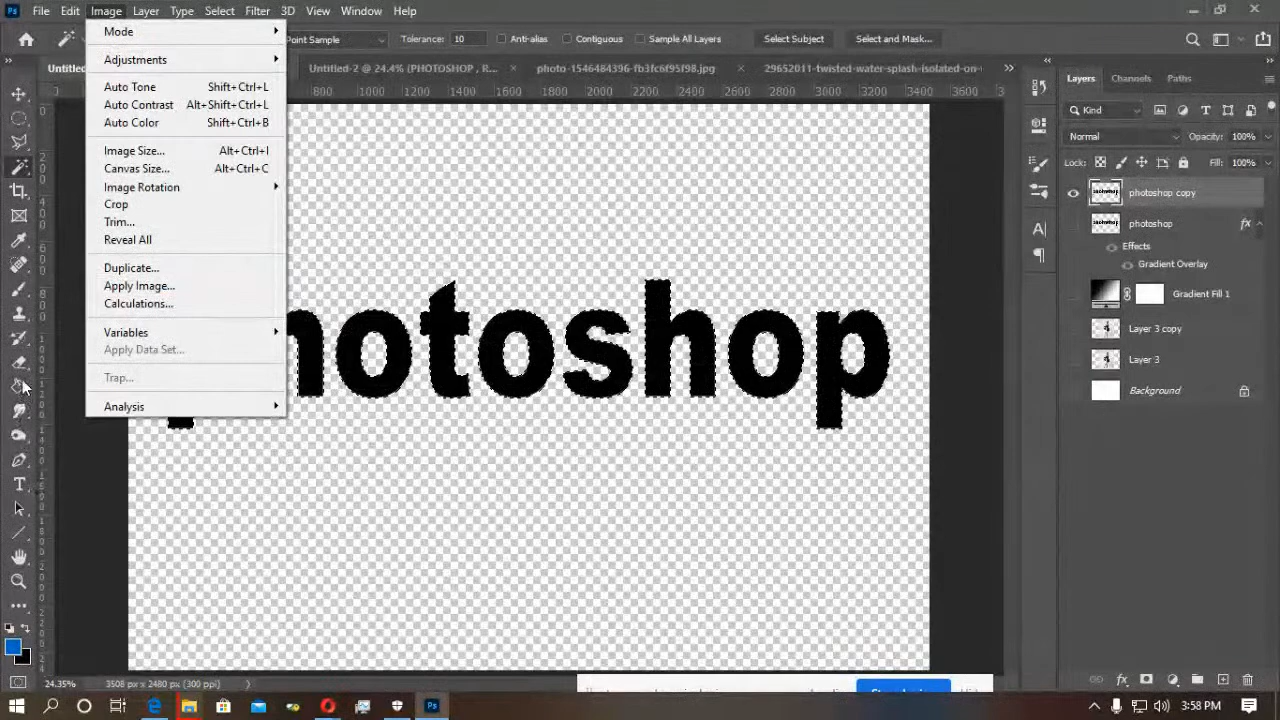 Ps File Edit Image Layer Type Select Filter 3D View Window Help
Point Sample Tolerance: 10 Anti-alias Contiguous Sample All Layers Select Subject Select and Mask...
Untitled Untitled-2 @ 24.4% (PHOTOSHOP , R... × photo-1546484396-fb3fc6f95f98.jpg × 29652011-twisted-water-splash-isolated-on-
800 1000 1200 1400 1600 1800 2000 2200 2400 2600 2800 3000 3200 3400 3600
Mode
Adjustments
Auto Tone Shift+Ctrl+L
Auto Contrast Alt+Shift+Ctrl+L
Auto Color Shift+Ctrl+B
Image Size... Alt+Ctrl+I
Canvas Size... Alt+Ctrl+C
Image Rotation
Crop
Trim...
Reveal All
Duplicate...
Apply Image...
Calculations...
Variables
Apply Data Set...
Trap...
Analysis
photoshop
Layers Channels Paths
Kind
Normal Opacity: 100%
Lock: Fill: 100%
photoshop copy
photoshop fx
Effects
Gradient Overlay
Gradient Fill 1
Layer 3 copy
Layer 3
Background
24.35% 3508 px x 2480 px (300 ppi)
3:58 PM